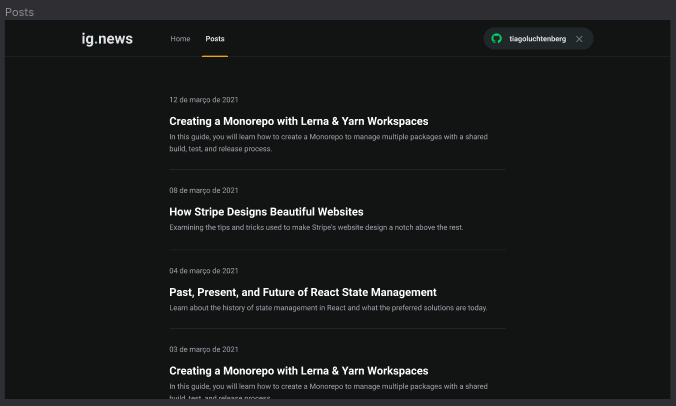 Posts
ig.news
Home
Posts
tiagoluchtenberg
12 de março de 2021
Creating a Monorepo with Lerna & Yarn Workspaces
In this guide, you will learn how to create a Monorepo to manage multiple packages with a shared
build, test, and release process.
08 de março de 2021
How Stripe Designs Beautiful Websites
Examining the tips and tricks used to make Stripe's website design a notch above the rest.
04 de março de 2021
Past, Present, and Future of React State Management
Learn about the history of state management in React and what the preferred solutions are today.
03 de março de 2021
Creating a Monorepo with Lerna & Yarn Workspaces
In this guide, you will learn how to create a Monorepo to manage multiple packages with a shared
build, test, and release process.